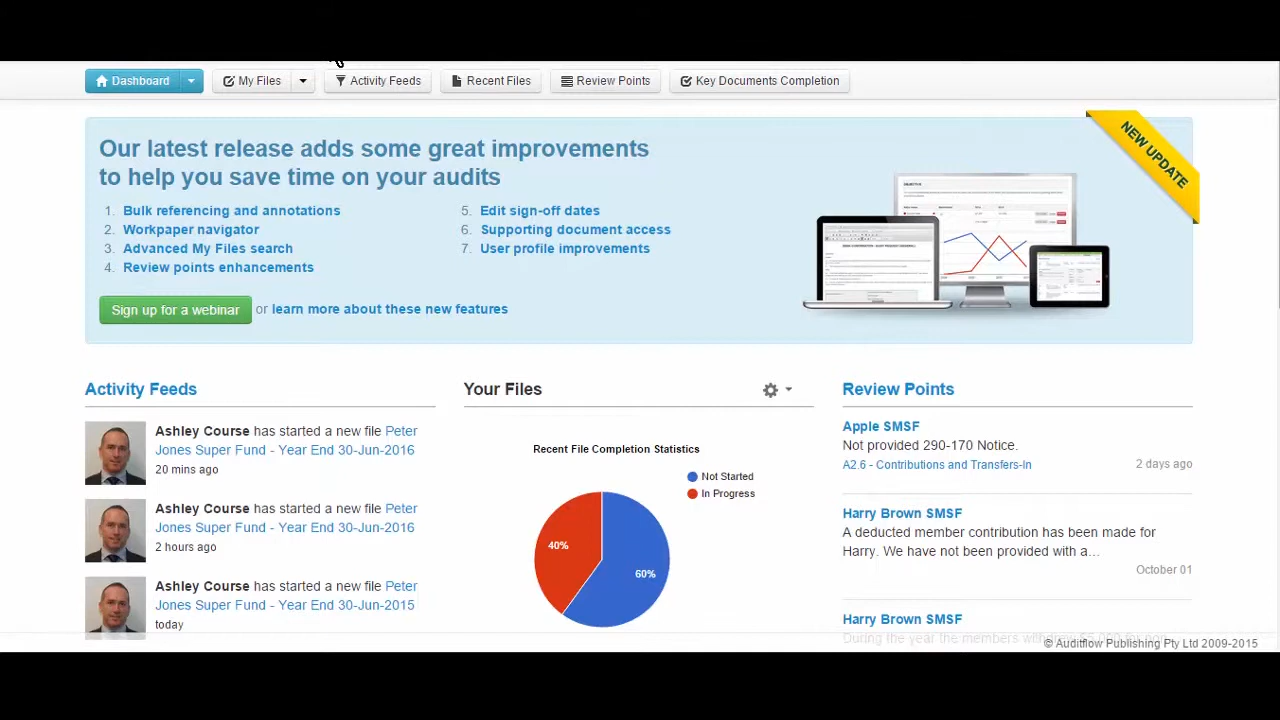 Dashboard
My Files
Activity Feeds
Recent Files
Review Points
Key Documents Completion
Our latest release adds some great improvements
to help you save time on your audits
1. Bulk referencing and annotations
2. Workpaper navigator
3. Advanced My Files search
4. Review points enhancements
5. Edit sign-off dates
6. Supporting document access
7. User profile improvements
Sign up for a webinar or learn more about these new features
NEW UPDATE
Activity Feeds
Ashley Course has started a new file Peter
Jones Super Fund - Year End 30-Jun-2016
20 mins ago
Ashley Course has started a new file Peter
Jones Super Fund - Year End 30-Jun-2016
2 hours ago
Ashley Course has started a new file Peter
Jones Super Fund - Year End 30-Jun-2015
today
Your Files
Recent File Completion Statistics
Not Started
In Progress
40%
60%
Review Points
Apple SMSF
Not provided 290-170 Notice.
A2.6 - Contributions and Transfers-In
2 days ago
Harry Brown SMSF
A deducted member contribution has been made for
Harry. We have not been provided with a...
October 01
Harry Brown SMSF
During the year the members withdrew
© Auditflow Publishing Pty Ltd 2009-2015